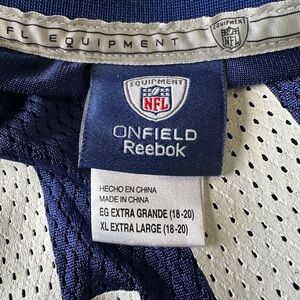 FL EQUIPMENT
NFL
EQUIPMENT
NFL
ONFIELD
Reebok
HECHO EN CHINA
MADE IN CHINA
EG EXTRA GRANDE (18-20)
XL EXTRA LARGE (18-20)